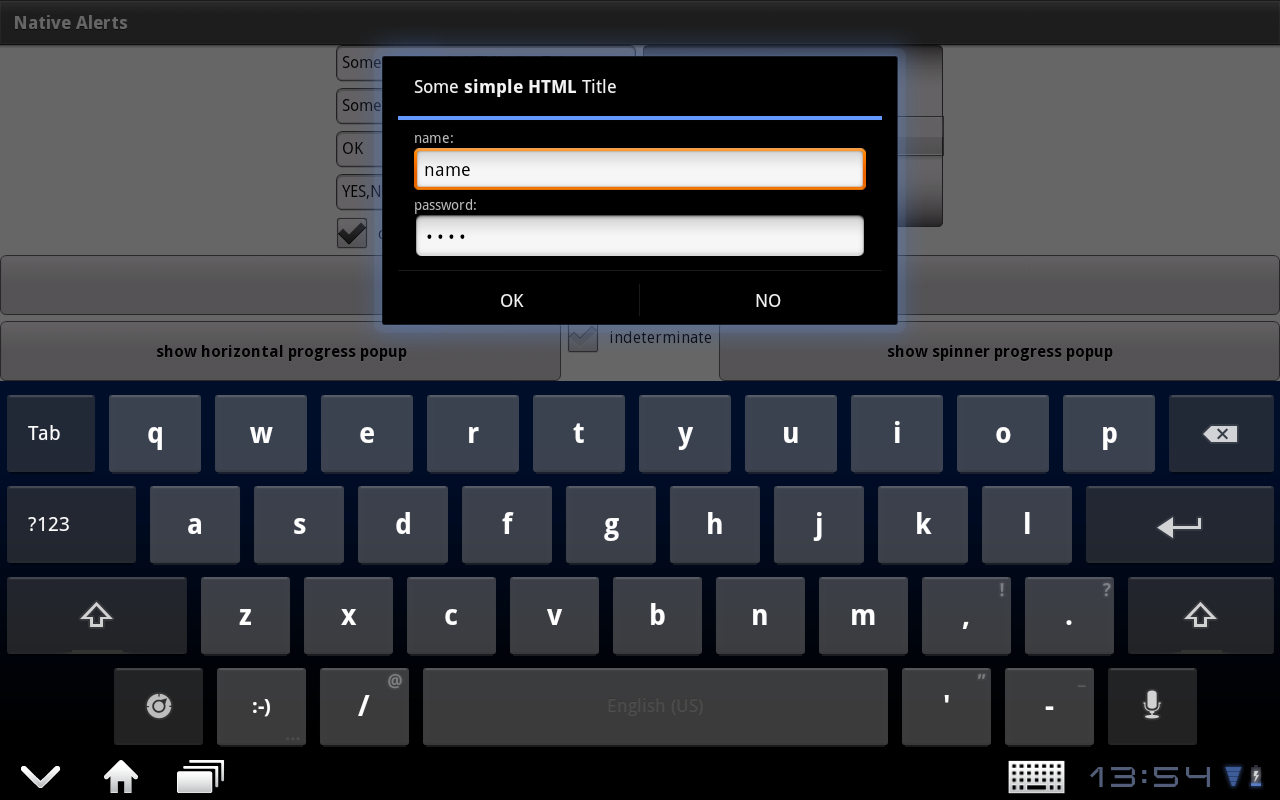 Native Alerts
Some
Some simple HTML Title
Some
name:
OK
name
YES,N
password:
••••
OK NO
indeterminate
show horizontal progress popup show spinner progress popup
Tab q w e r t y u i o p
?123 a s d f g h j k l
z x c v b n m , ! . ?
:-) ... / @ English (US) ' " - _
13:54